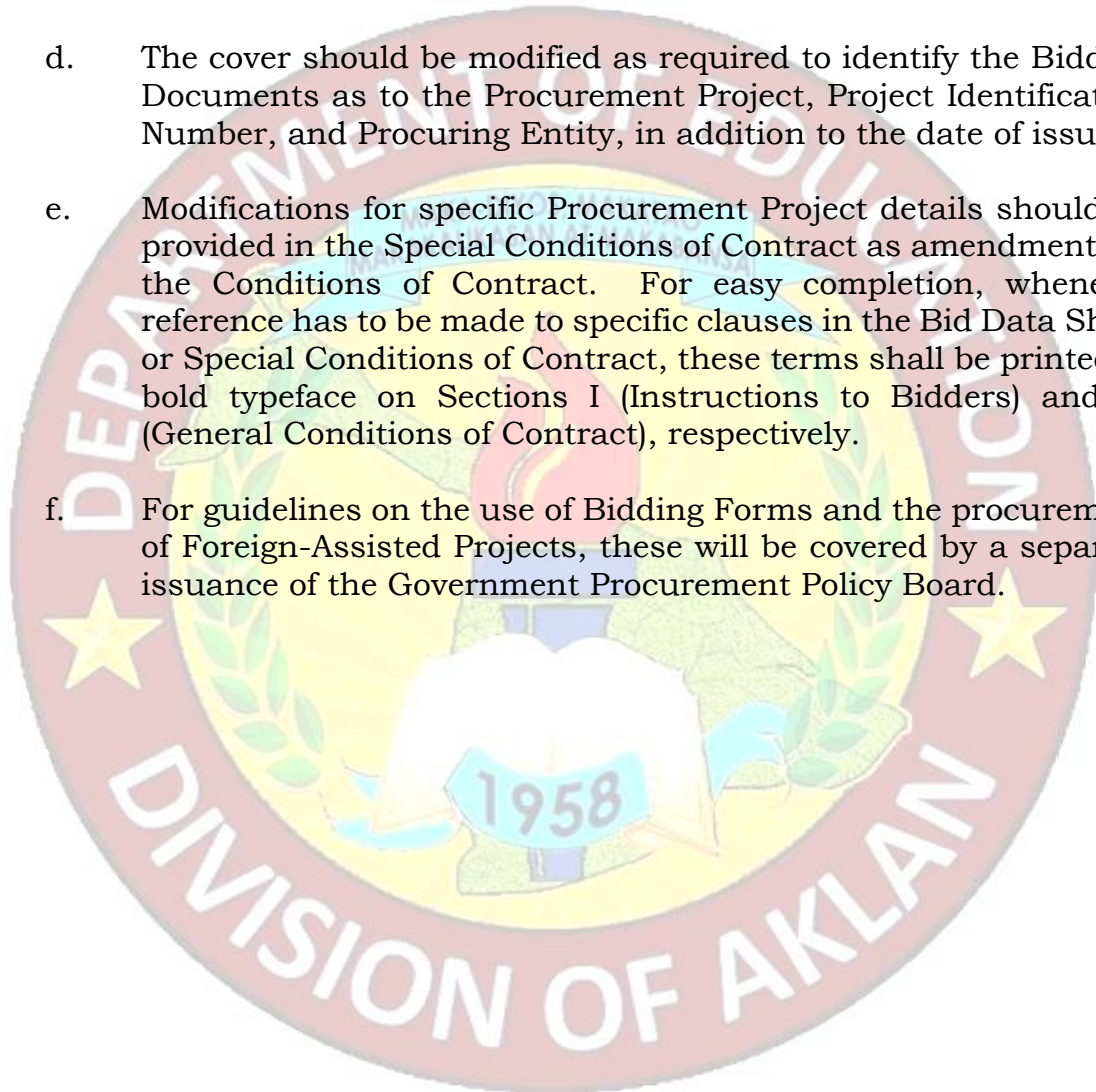 d. The cover should be modified as required to identify the Bidd
Documents as to the Procurement Project, Project Identificat
Number, and Procuring Entity, in addition to the date of issu
e. Modifications for specific Procurement Project details should
provided in the Special Conditions of Contract as amendment
the Conditions of Contract. For easy completion, whene
reference has to be made to specific clauses in the Bid Data Sh
or Special Conditions of Contract, these terms shall be printed
bold typeface on Sections I (Instructions to Bidders) and
(General Conditions of Contract), respectively.
f. For guidelines on the use of Bidding Forms and the procurem
of Foreign-Assisted Projects, these will be covered by a separ
issuance of the Government Procurement Policy Board.
DEPARTMENT OF EDUCATION
1958
DIVISION OF AKLAN